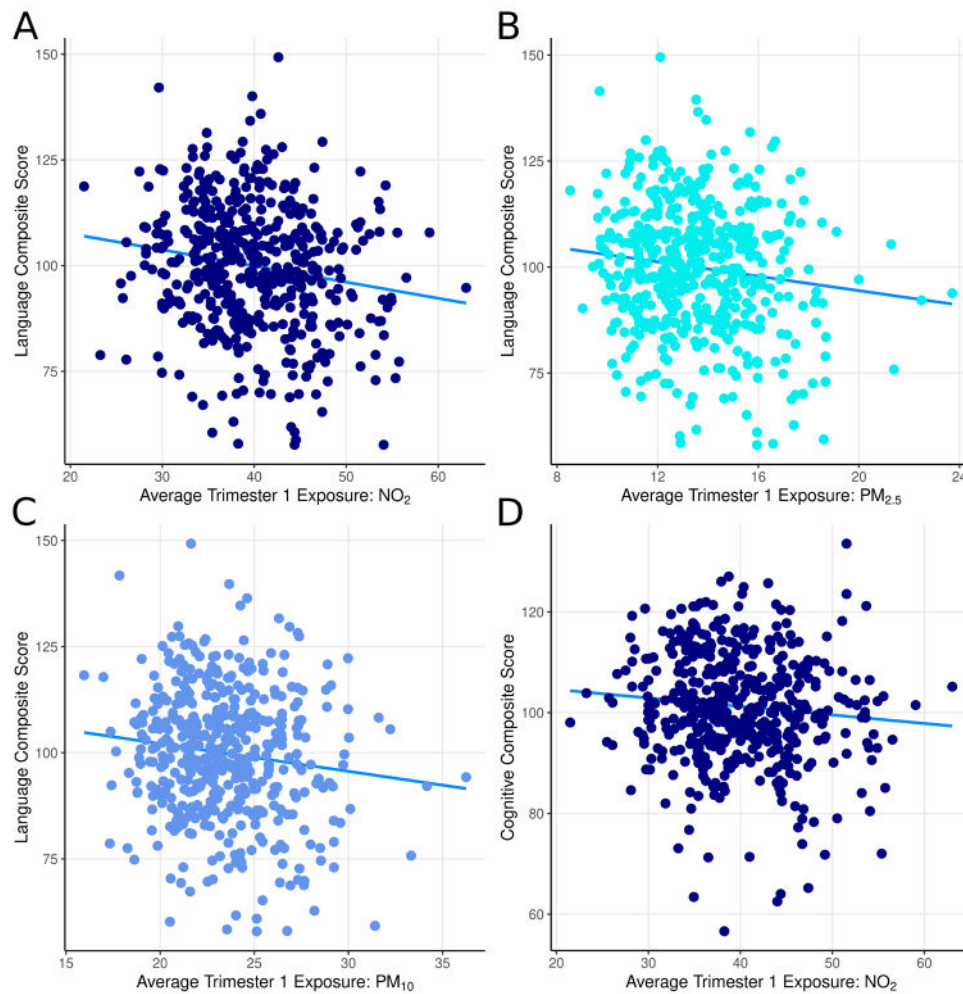 A
150
125
100
75
Language Composite Score
20 30 40 50 60
Average Trimester 1 Exposure: NO₂
B
150
125
100
75
Language Composite Score
8 12 16 20 24
Average Trimester 1 Exposure: PM₂.₅
C
150
125
100
75
Language Composite Score
15 20 25 30 35
Average Trimester 1 Exposure: PM₁₀
D
120
100
80
60
Cognitive Composite Score
20 30 40 50 60
Average Trimester 1 Exposure: NO₂